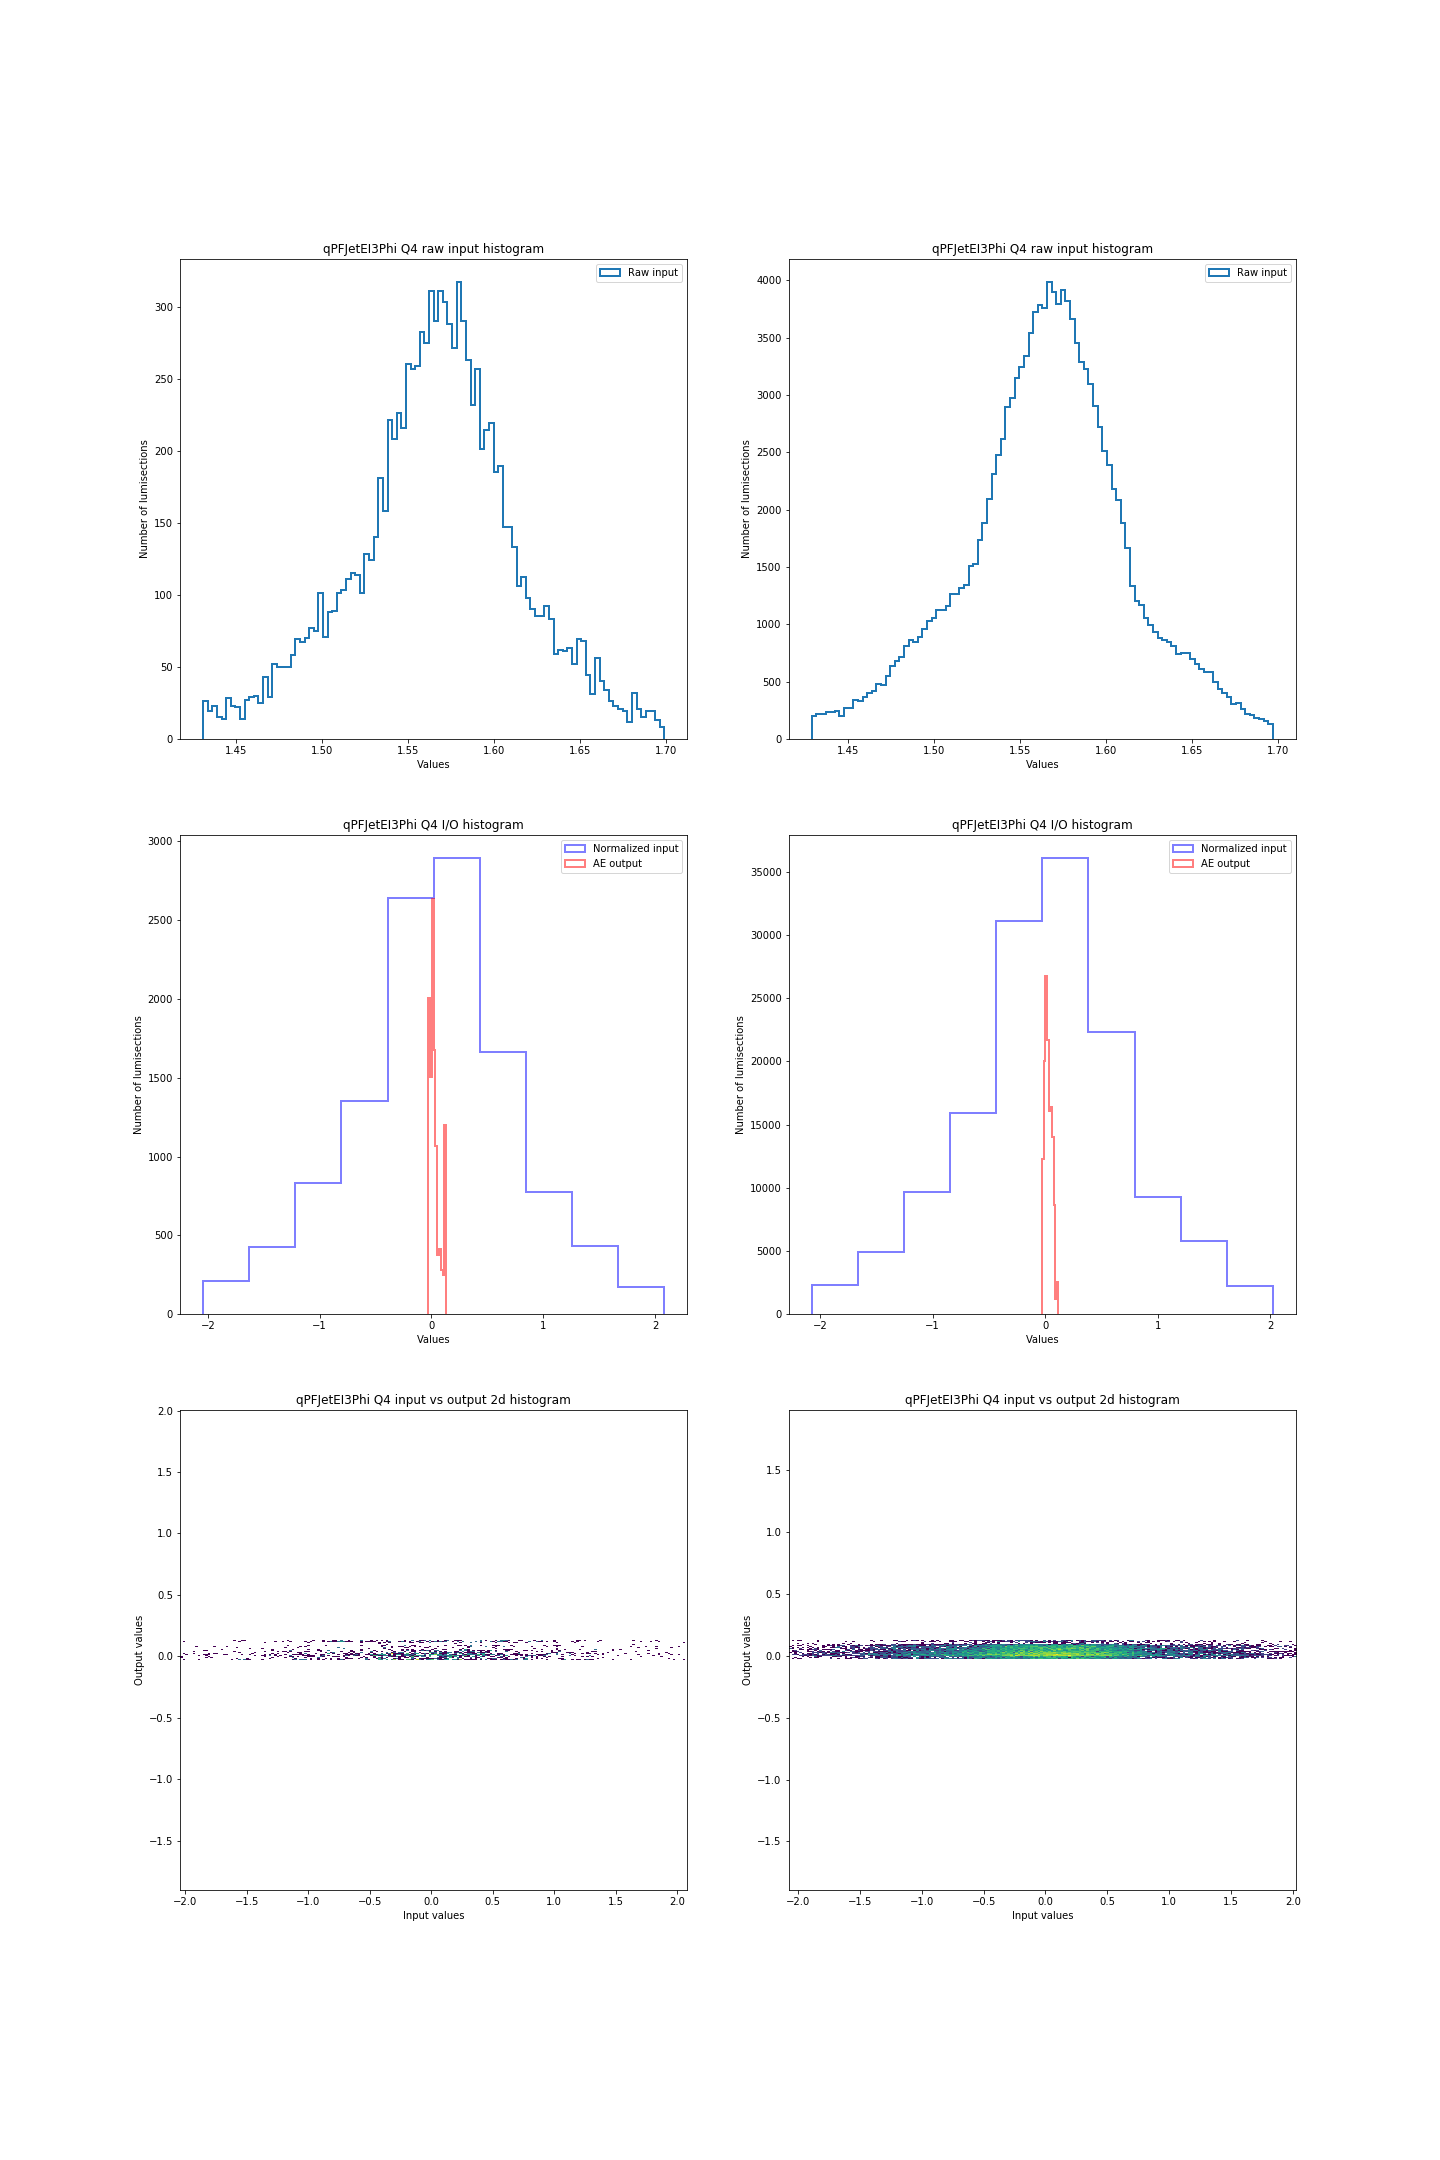 qPFJetEI3Phi Q4 raw input histogram
Raw input
300
250
200
150
100
50
0
Number of lumisections
1.45 1.50 1.55 1.60 1.65 1.70
Values
qPFJetEI3Phi Q4 raw input histogram
Raw input
4000
3500
3000
2500
2000
1500
1000
500
0
Number of lumisections
1.45 1.50 1.55 1.60 1.65 1.70
Values
qPFJetEI3Phi Q4 I/O histogram
Normalized input
AE output
3000
2500
2000
1500
1000
500
0
Number of lumisections
−2 −1 0 1 2
Values
qPFJetEI3Phi Q4 I/O histogram
Normalized input
AE output
35000
30000
25000
20000
15000
10000
5000
0
Number of lumisections
−2 −1 0 1 2
Values
qPFJetEI3Phi Q4 input vs output 2d histogram
2.0
1.5
1.0
0.5
0.0
−0.5
−1.0
−1.5
Output values
−2.0 −1.5 −1.0 −0.5 0.0 0.5 1.0 1.5 2.0
Input values
qPFJetEI3Phi Q4 input vs output 2d histogram
1.5
1.0
0.5
0.0
−0.5
−1.0
−1.5
Output values
−2.0 −1.5 −1.0 −0.5 0.0 0.5 1.0 1.5 2.0
Input values